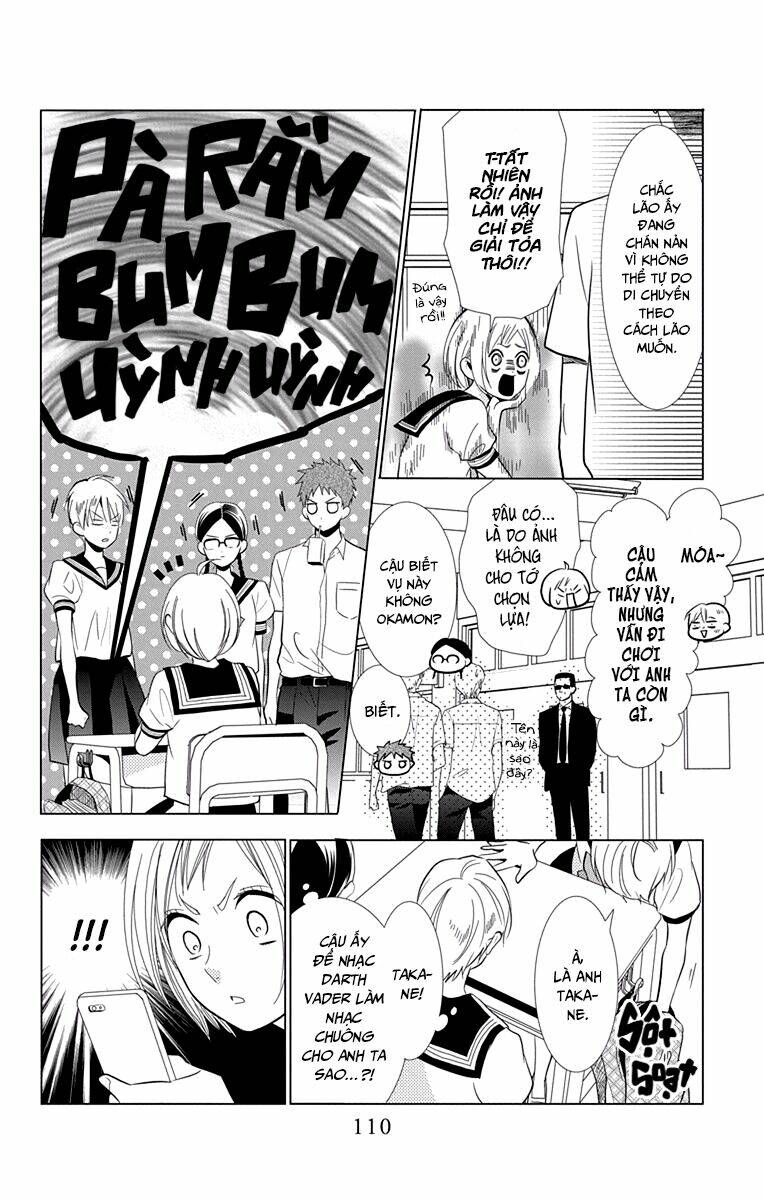 CHẮC
LÃO ẤY
ĐANG
CHÁN NẢN
VÌ KHÔNG
THỂ TỰ DO
DI CHUYỂN
THEO
CÁCH LÃO
MUỐN.
T-TẤT
NHIÊN
RỒI! ẢNH
LÀM VẬY
CHỈ ĐỂ
GIẢI TỎA
THÔI!!
Đúng
là vậy
rồi!!
PÀ RẦM
BUM BUM
UỲNH UỲNH
MÓA~
CẬU
CẢM
THẤY VẬY,
NHƯNG
VẪN ĐI
CHƠI
VỚI ANH
TA CÒN
GÌ.
ĐÂU CÓ...
LÀ DO ẢNH
KHÔNG
CHO TỚ
CHỌN
LỰA!
CẬU BIẾT
VỤ NÀY
KHÔNG
OKAMON?
BIẾT.
Tên
này là
sao
đây?
À,
LÀ ANH
TAKA-
NE.
Sột
Soạt
TAKA-
NE!
CẬU ẤY
ĐỂ NHẠC
DARTH
VADER LÀM
NHẠC
CHUÔNG
CHO ANH TA
SAO...?!
!!!
110